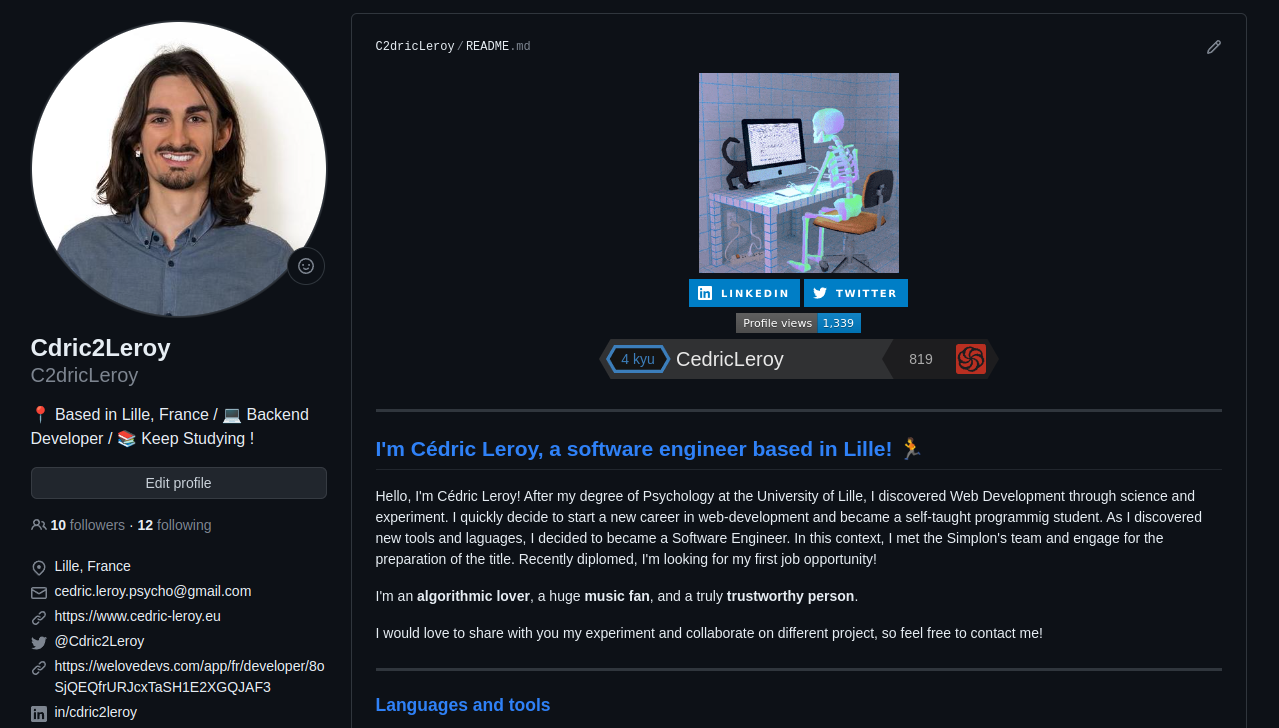 Cdric2Leroy
C2dricLeroy
📍 Based in Lille, France / 💻 Backend
Developer / 📚 Keep Studying !
Edit profile
10 followers · 12 following
Lille, France
cedric.leroy.psycho@gmail.com
https://www.cedric-leroy.eu
@Cdric2Leroy
https://welovedevs.com/app/fr/developer/8o
SjQEQfrURJcxTaSH1E2XGQJAF3
in/cdric2leroy
C2dricLeroy/README.md
LINKEDIN TWITTER
Profile views 1,339
4 kyu CedricLeroy 819
I'm Cédric Leroy, a software engineer based in Lille! 🏃
Hello, I'm Cédric Leroy! After my degree of Psychology at the University of Lille, I discovered Web Development through science and
experiment. I quickly decide to start a new career in web-development and became a self-taught programmig student. As I discovered
new tools and laguages, I decided to became a Software Engineer. In this context, I met the Simplon's team and engage for the
preparation of the title. Recently diplomed, I'm looking for my first job opportunity!
I'm an algorithmic lover, a huge music fan, and a truly trustworthy person.
I would love to share with you my experiment and collaborate on different project, so feel free to contact me!
Languages and tools